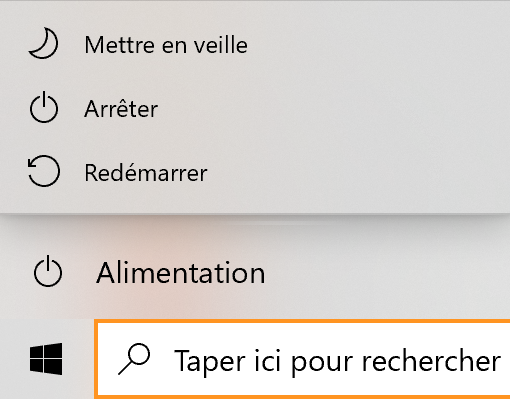 Mettre en veille
Arrêter
Redémarrer
Alimentation
Taper ici pour rechercher